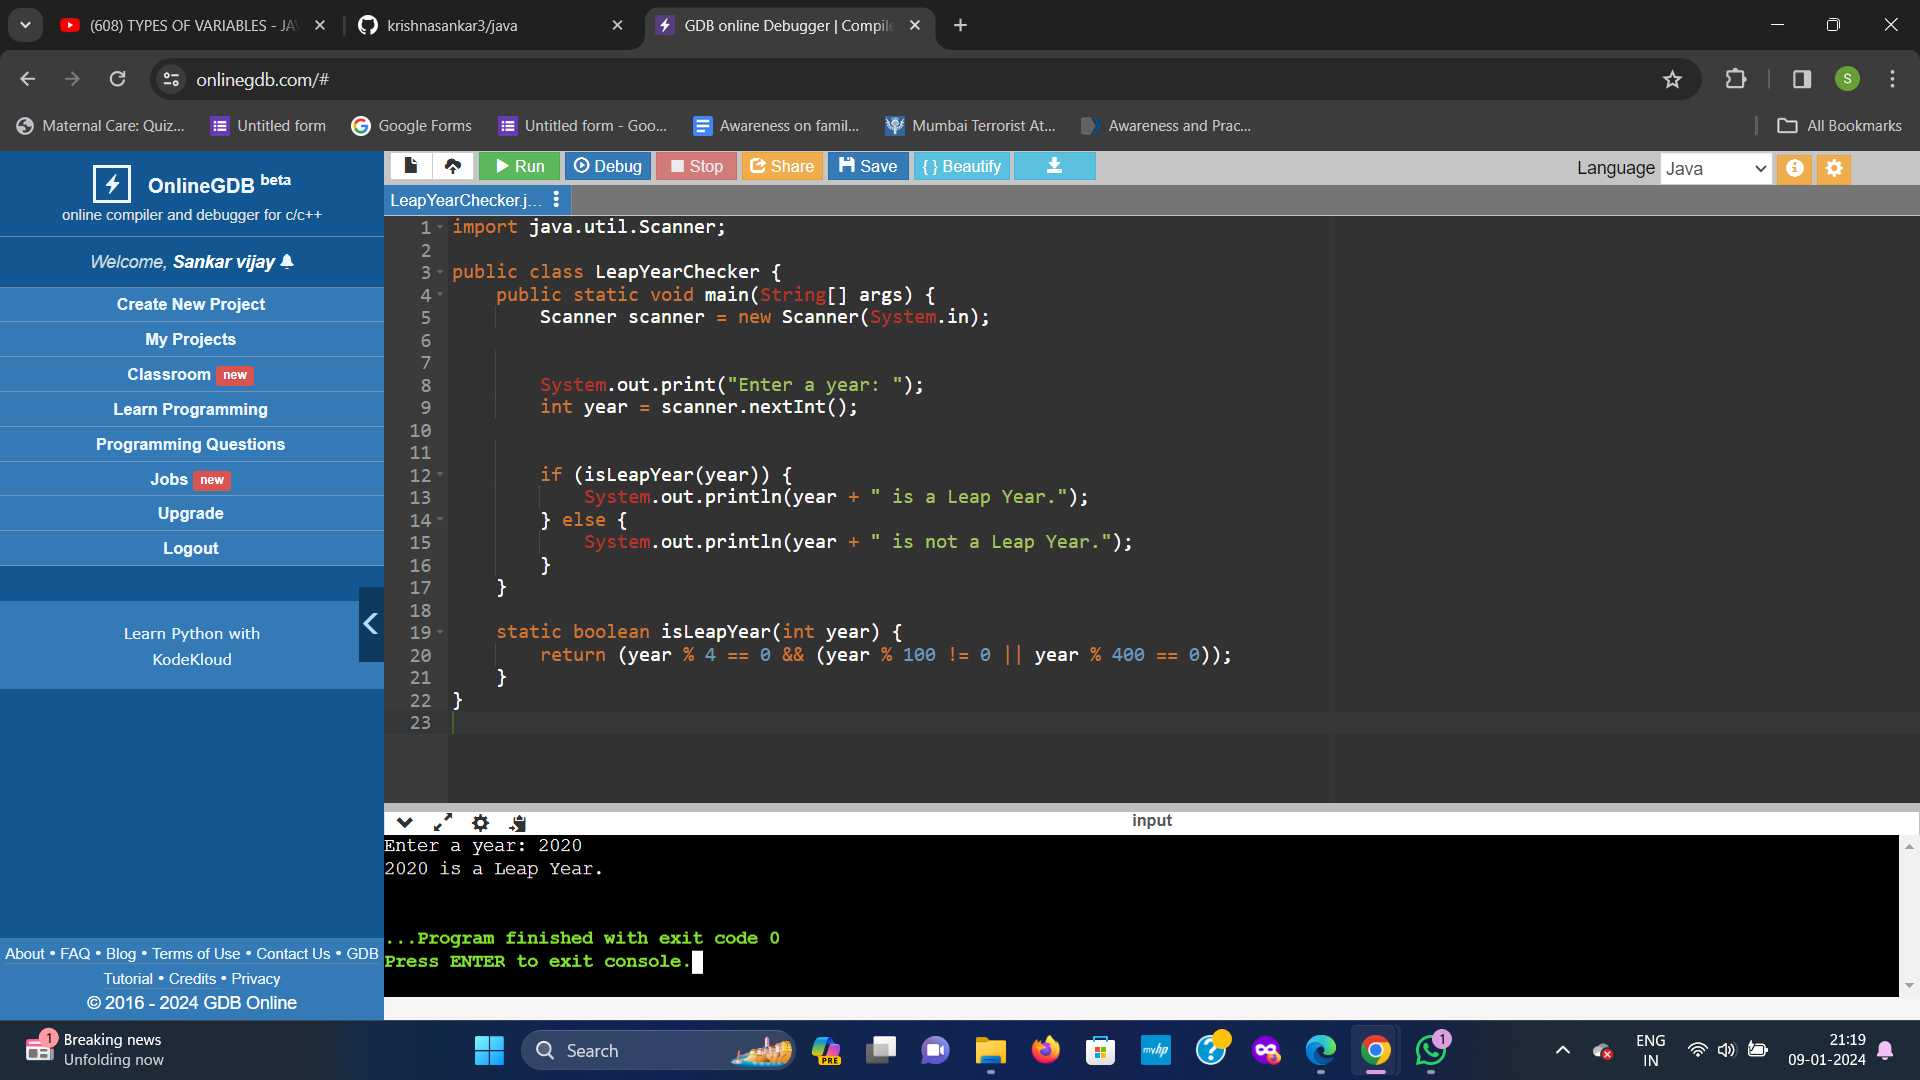 (608) TYPES OF VARIABLES - JA
krishnasankar3/java
GDB online Debugger | Compile
onlinegdb.com/#
S
Maternal Care: Quiz...
Untitled form
Google Forms
Untitled form - Goo...
Awareness on famil...
Mumbai Terrorist At...
Awareness and Prac...
All Bookmarks
OnlineGDB beta
online compiler and debugger for c/c++
Welcome, Sankar vijay
Create New Project
My Projects
Classroom new
Learn Programming
Programming Questions
Jobs new
Upgrade
Logout
Learn Python with
KodeKloud
About • FAQ • Blog • Terms of Use • Contact Us • GDB
Tutorial • Credits • Privacy
© 2016 - 2024 GDB Online
Run
Debug
Stop
Share
Save
{ } Beautify
Language Java
LeapYearChecker.j...
1 import java.util.Scanner;
2
3 public class LeapYearChecker {
4 public static void main(String[] args) {
5 Scanner scanner = new Scanner(System.in);
6
7
8 System.out.print("Enter a year: ");
9 int year = scanner.nextInt();
10
11
12 if (isLeapYear(year)) {
13 System.out.println(year + " is a Leap Year.");
14 } else {
15 System.out.println(year + " is not a Leap Year.");
16 }
17 }
18
19 static boolean isLeapYear(int year) {
20 return (year % 4 == 0 && (year % 100 != 0 || year % 400 == 0));
21 }
22 }
23
input
Enter a year: 2020
2020 is a Leap Year.
...Program finished with exit code 0
Press ENTER to exit console.
1
Breaking news
Unfolding now
Search
PRE
myhp
1
ENG
IN
21:19
09-01-2024